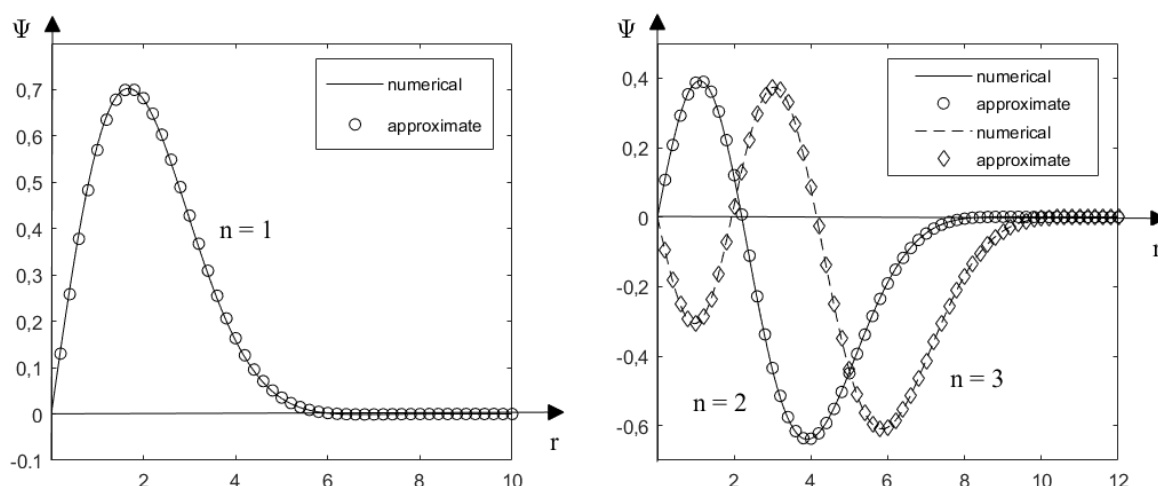 Ψ
0,7
0,6
0,5
0,4
0,3
0,2
0,1
0
-0.1
2
4
6
8
10
r
numerical
approximate
n = 1
Ψ
0,4
0,2
0
-0,2
-0,4
-0,6
2
4
6
8
10
12
r
numerical
approximate
numerical
approximate
n = 2
n = 3